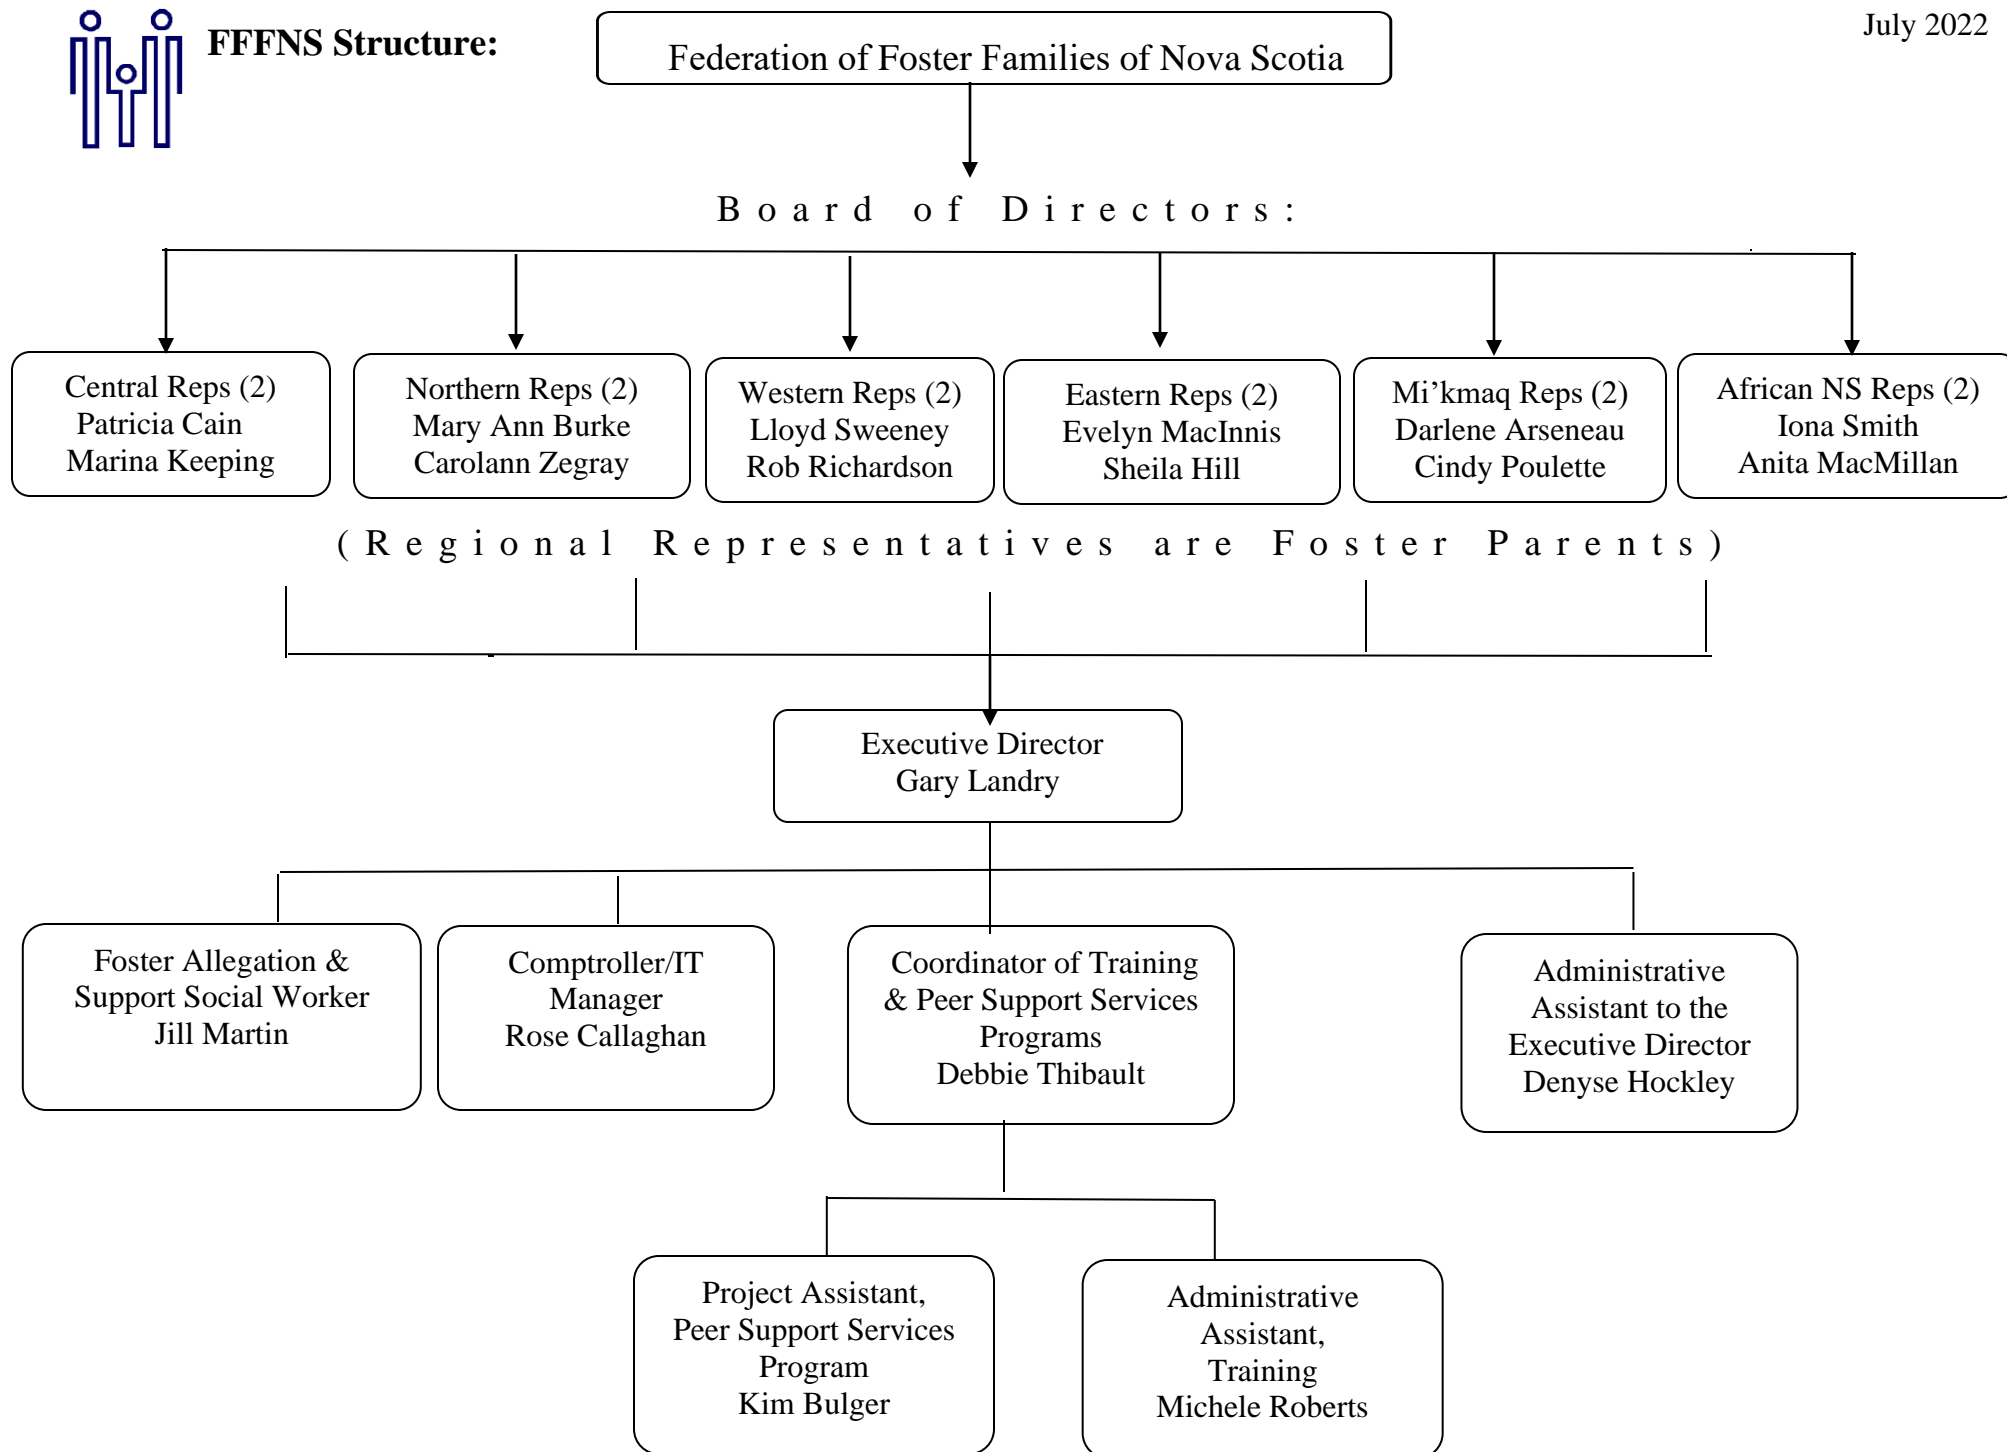 FFFNS Structure:
Federation of Foster Families of Nova Scotia
July 2022
Board of Directors:
Central Reps (2)
Patricia Cain
Marina Keeping
Northern Reps (2)
Mary Ann Burke
Carolann Zegray
Western Reps (2)
Lloyd Sweeney
Rob Richardson
Eastern Reps (2)
Evelyn MacInnis
Sheila Hill
Mi’kmaq Reps (2)
Darlene Arseneau
Cindy Poulette
African NS Reps (2)
Iona Smith
Anita MacMillan
(Regional Representatives are Foster Parents)
Executive Director
Gary Landry
Foster Allegation &
Support Social Worker
Jill Martin
Comptroller/IT
Manager
Rose Callaghan
Coordinator of Training
& Peer Support Services
Programs
Debbie Thibault
Administrative
Assistant to the
Executive Director
Denyse Hockley
Project Assistant,
Peer Support Services
Program
Kim Bulger
Administrative
Assistant,
Training
Michele Roberts